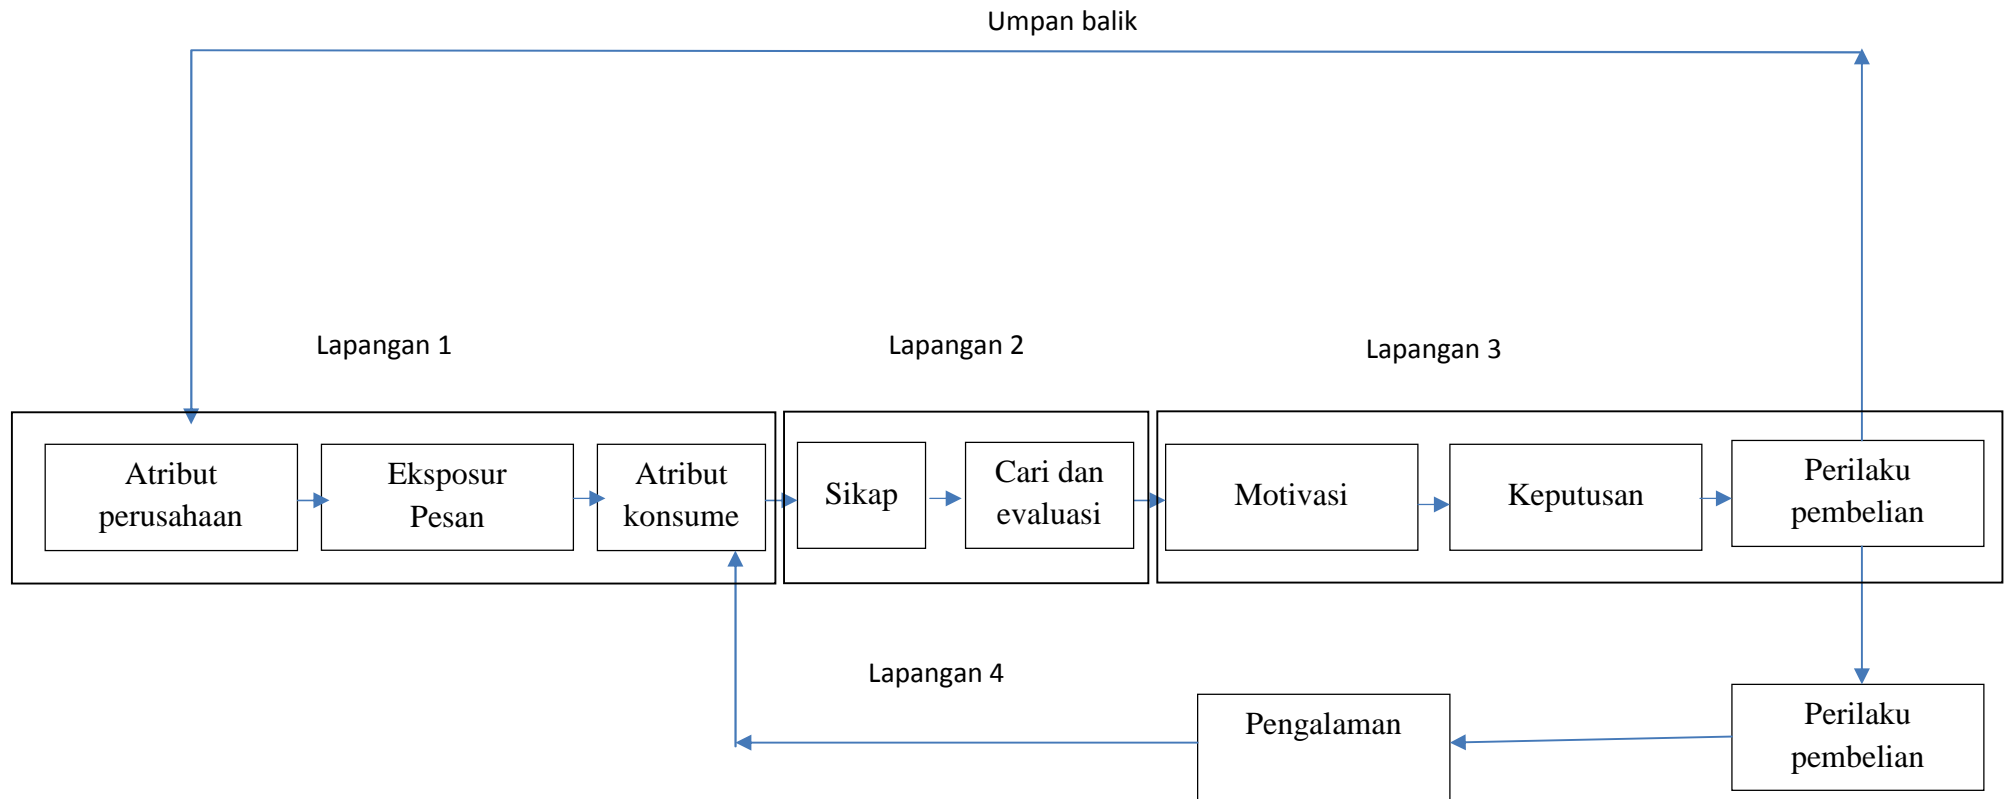 Umpan balik
Lapangan 1
Lapangan 2
Lapangan 3
Atribut
perusahaan
Eksposur
Pesan
Atribut
konsume
Sikap
Cari dan
evaluasi
Motivasi
Keputusan
Perilaku
pembelian
Lapangan 4
Pengalaman
Perilaku
pembelian